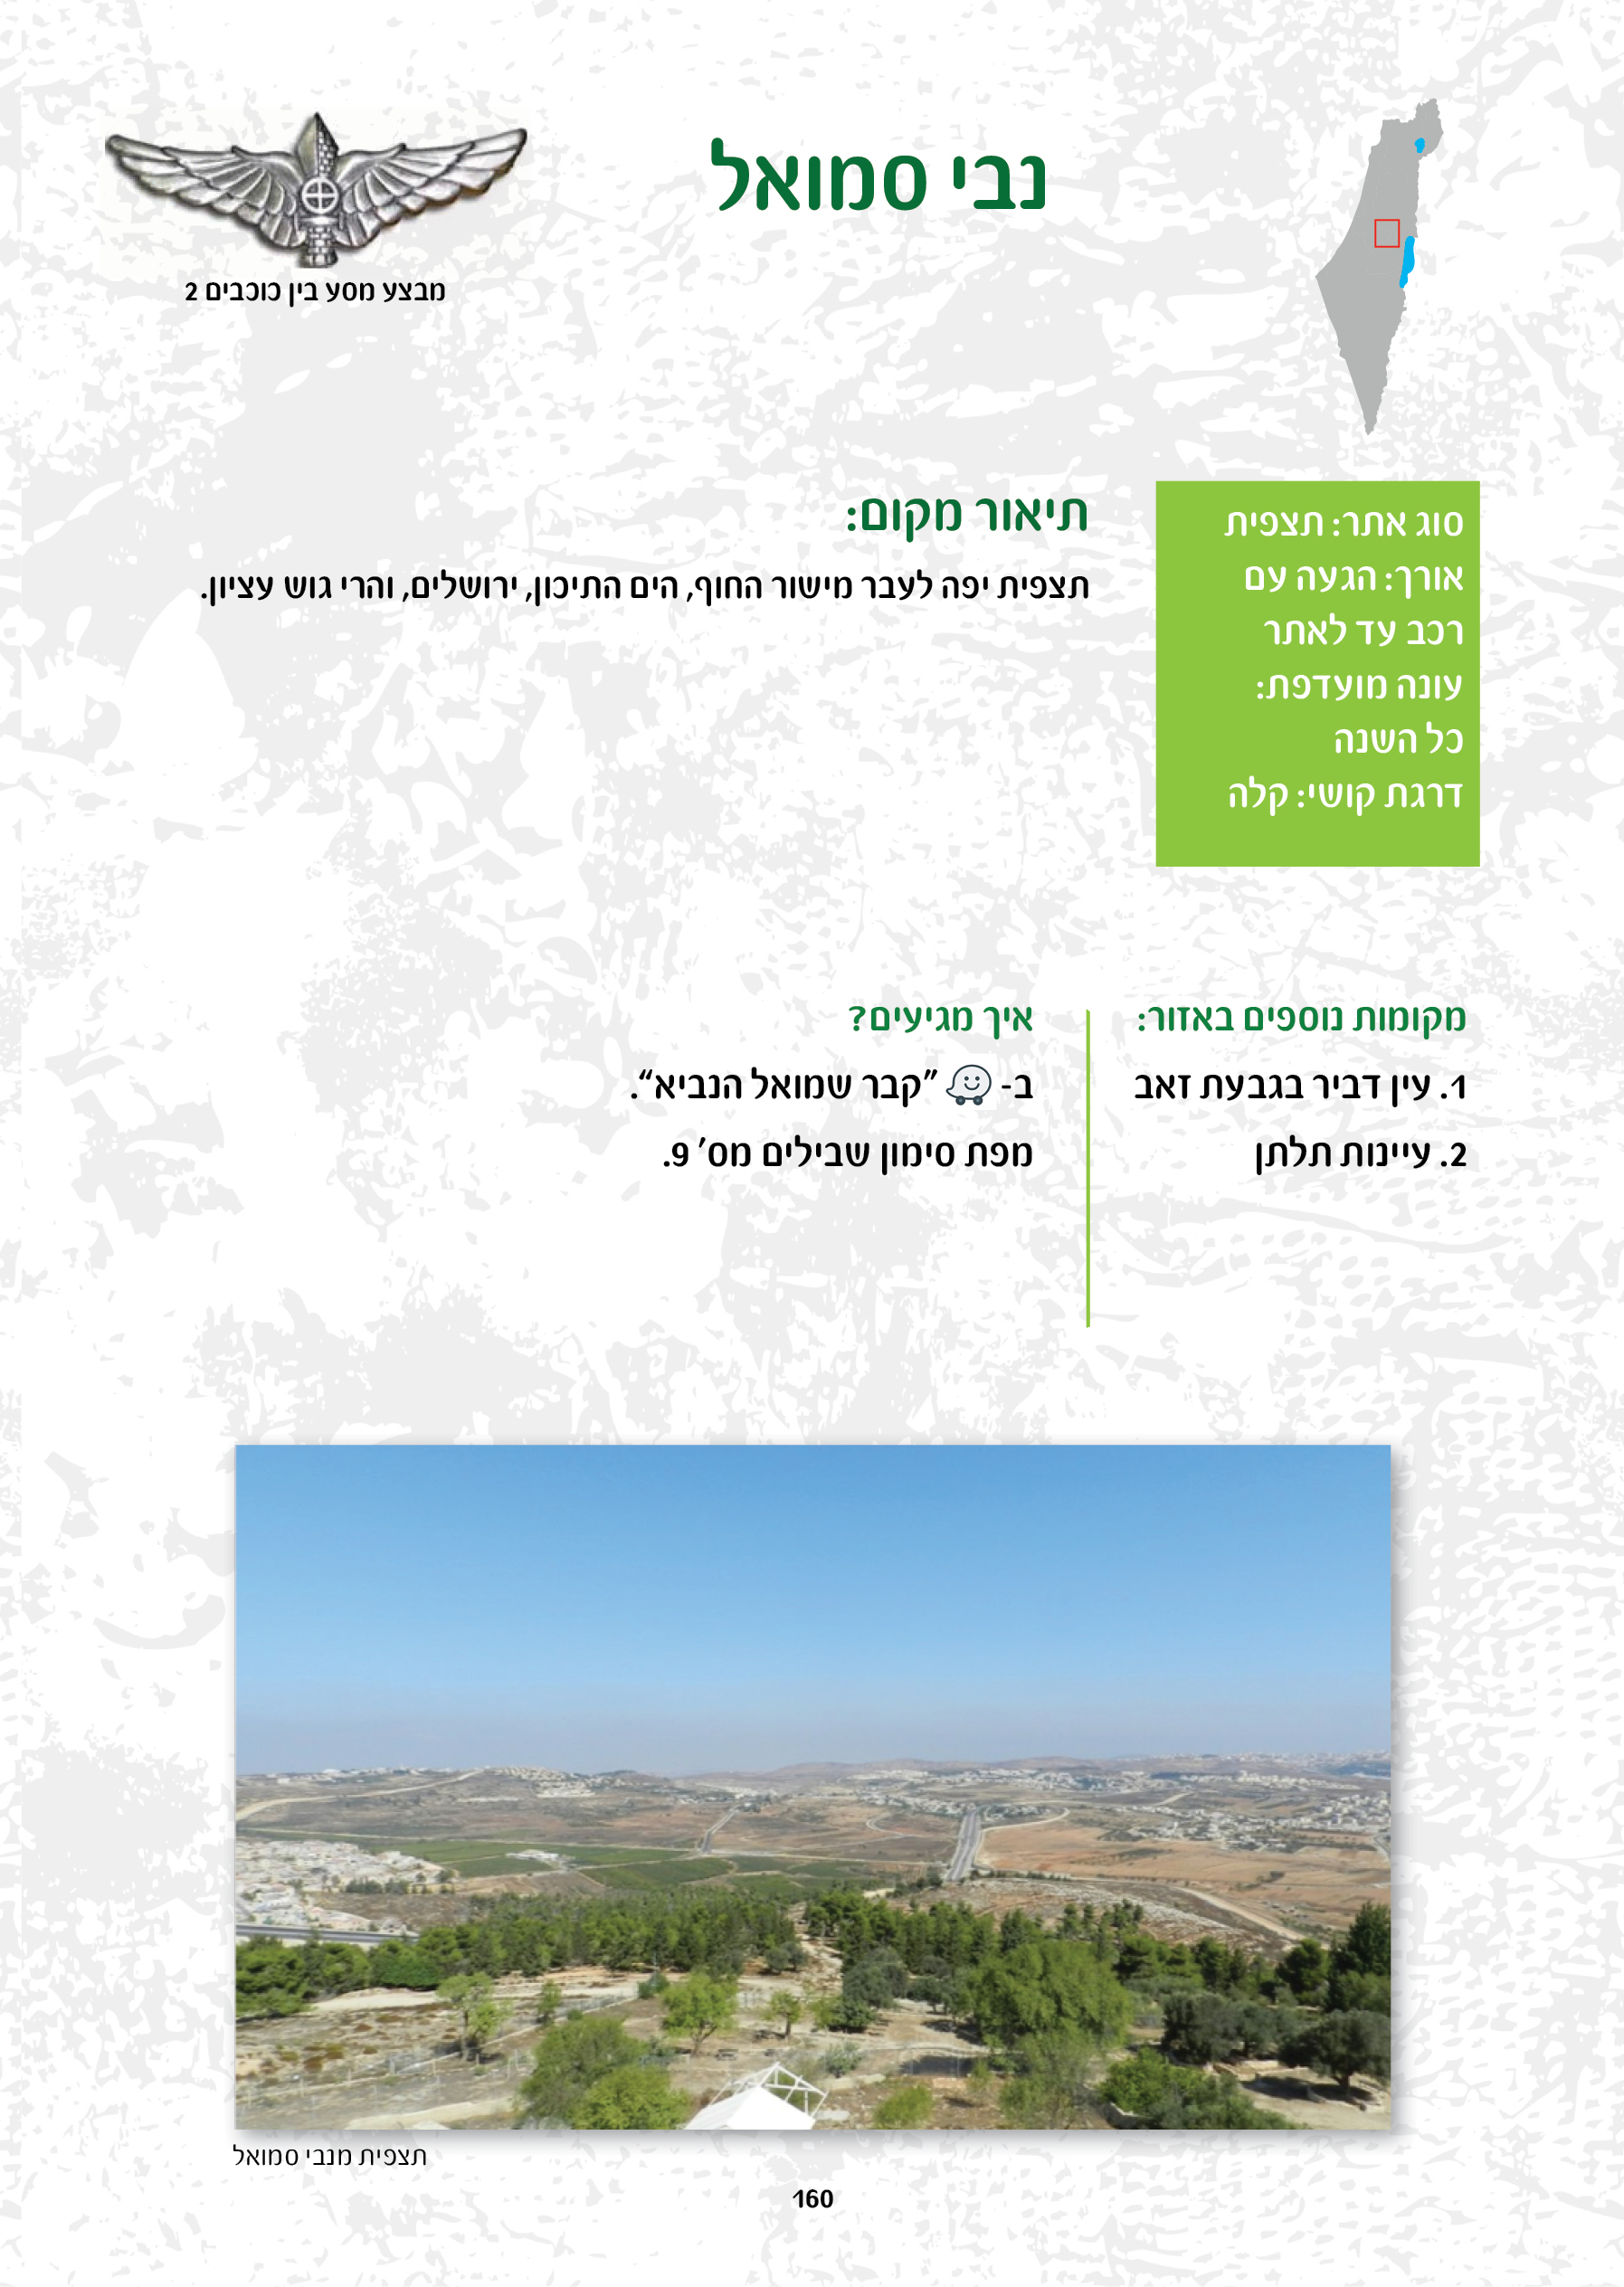 נבי סמואל
מבצע מסע בין כוכבים 2
סוג אתר: תצפית
אורך: הגעה עם
רכב עד לאתר
עונה מועדפת:
כל השנה
דרגת קושי: קלה
תיאור מקום:
תצפית יפה לעבר מישור החוף, הים התיכון, ירושלים, והרי גוש עציון.
מקומות נוספים באזור:
1. עין דביר בגבעת זאב
2. עיינות תלתן
איך מגיעים?
ב- ”קבר שמואל הנביא“.
מפת סימון שבילים מס' 9.
תצפית מנבי סמואל
160